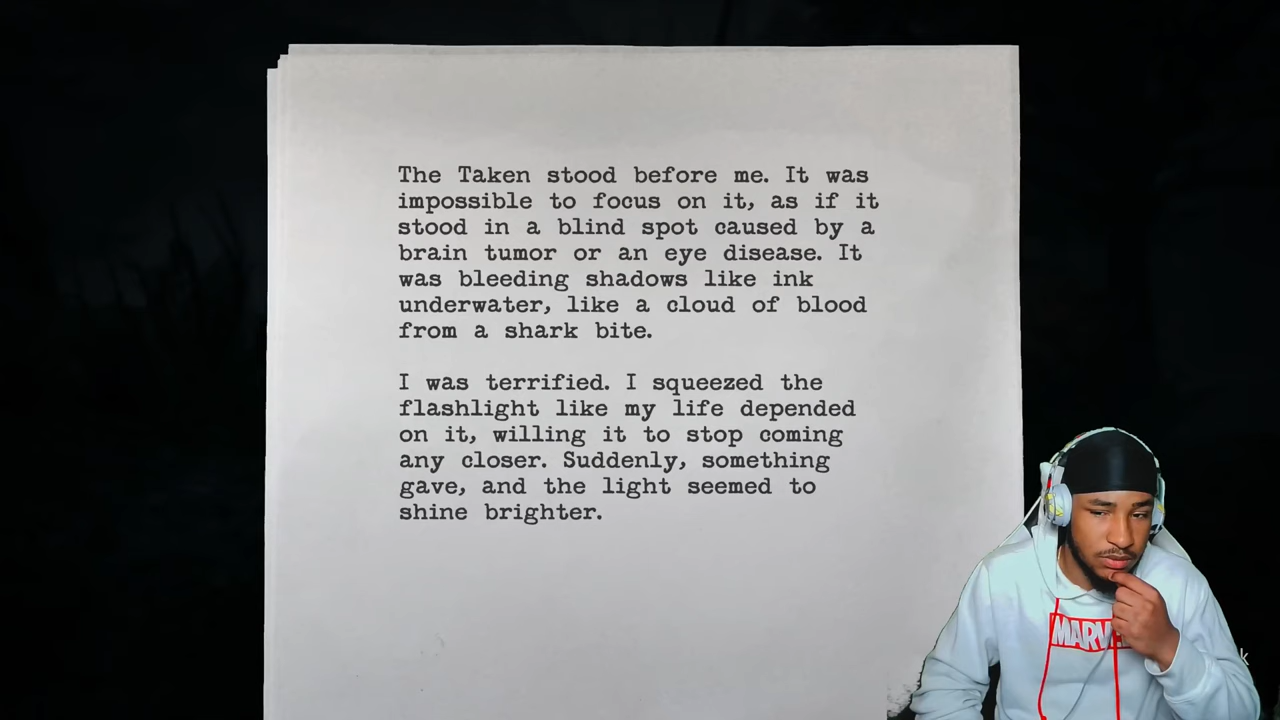 The Taken stood before me. It was
impossible to focus on it, as if it
stood in a blind spot caused by a
brain tumor or an eye disease. It
was bleeding shadows like ink
underwater, like a cloud of blood
from a shark bite.
I was terrified. I squeezed the
flashlight like my life depended
on it, willing it to stop coming
any closer. Suddenly, something
gave, and the light seemed to
shine brighter.